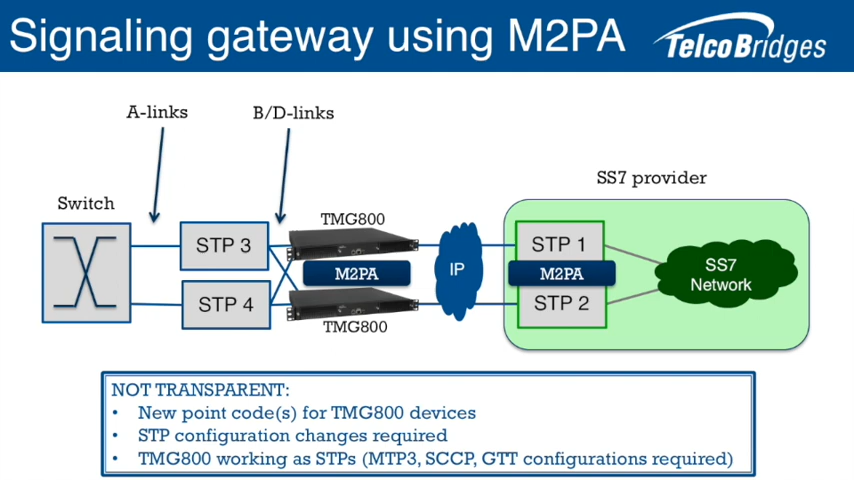 Signaling gateway using M2PA
TelcoBridges
A-links
B/D-links
SS7 provider
Switch
TMG800
STP 3
STP 1
IP
SS7
Network
M2PA
M2PA
STP 4
STP 2
TMG800
NOT TRANSPARENT:
• New point code(s) for TMG800 devices
• STP configuration changes required
• TMG800 working as STPs (MTP3, SCCP, GTT configurations required)